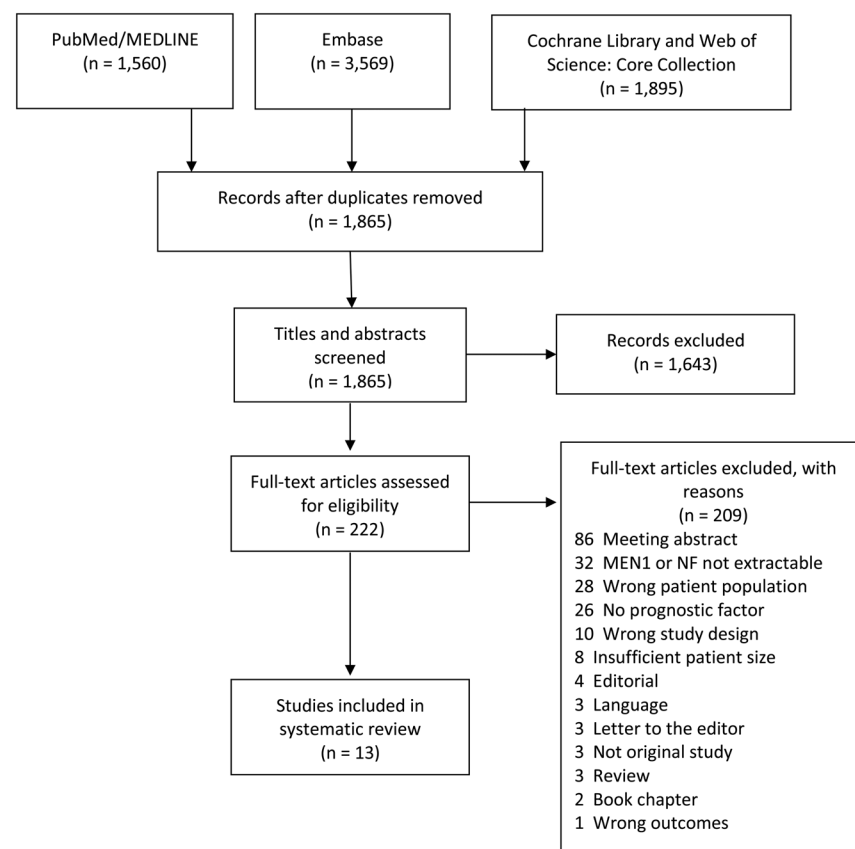 PubMed/MEDLINE
(n = 1,560)
Embase
(n = 3,569)
Cochrane Library and Web of
Science: Core Collection
(n = 1,895)
Records after duplicates removed
(n = 1,865)
Titles and abstracts
screened
(n = 1,865)
Records excluded
(n = 1,643)
Full-text articles assessed
for eligibility
(n = 222)
Full-text articles excluded, with
reasons
(n = 209)
86 Meeting abstract
32 MEN1 or NF not extractable
28 Wrong patient population
26 No prognostic factor
10 Wrong study design
8 Insufficient patient size
4 Editorial
3 Language
3 Letter to the editor
3 Not original study
3 Review
2 Book chapter
1 Wrong outcomes
Studies included in
systematic review
(n = 13)